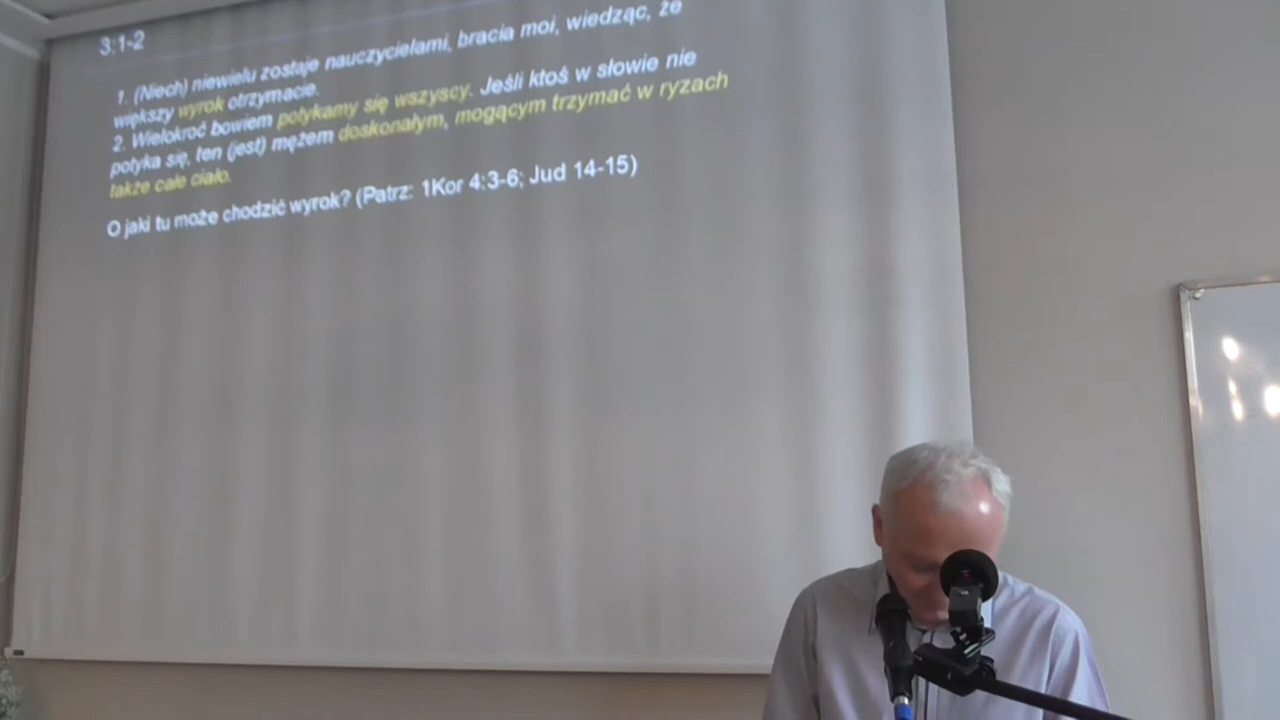 3:1-2
1. (Niech) niewielu zostaje nauczycielami, bracia moi, wiedząc, że
większy wyrok otrzymacie.
2. Wielokroć bowiem potykamy się wszyscy. Jeśli ktoś w słowie nie
potyka się, ten (jest) mężem doskonałym, mogącym trzymać w ryzach
także całe ciało.
O jaki tu może chodzić wyrok? (Patrz: 1Kor 4:3-6; Jud 14-15)